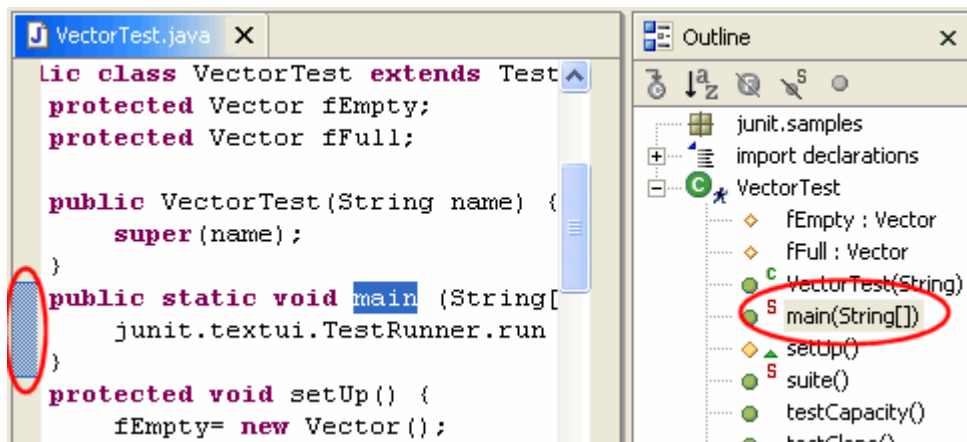 VectorTest.java
lic class VectorTest extends Test
protected Vector fEmpty;
protected Vector fFull;
public VectorTest(String name) {
super(name);
}
public static void main (String[
junit.textui.TestRunner.run
}
protected void setUp() {
fEmpty= new Vector();
Outline
junit.samples
import declarations
VectorTest
fEmpty : Vector
fFull : Vector
VectorTest(String)
main(String[])
setUp()
suite()
testCapacity()
testClone()